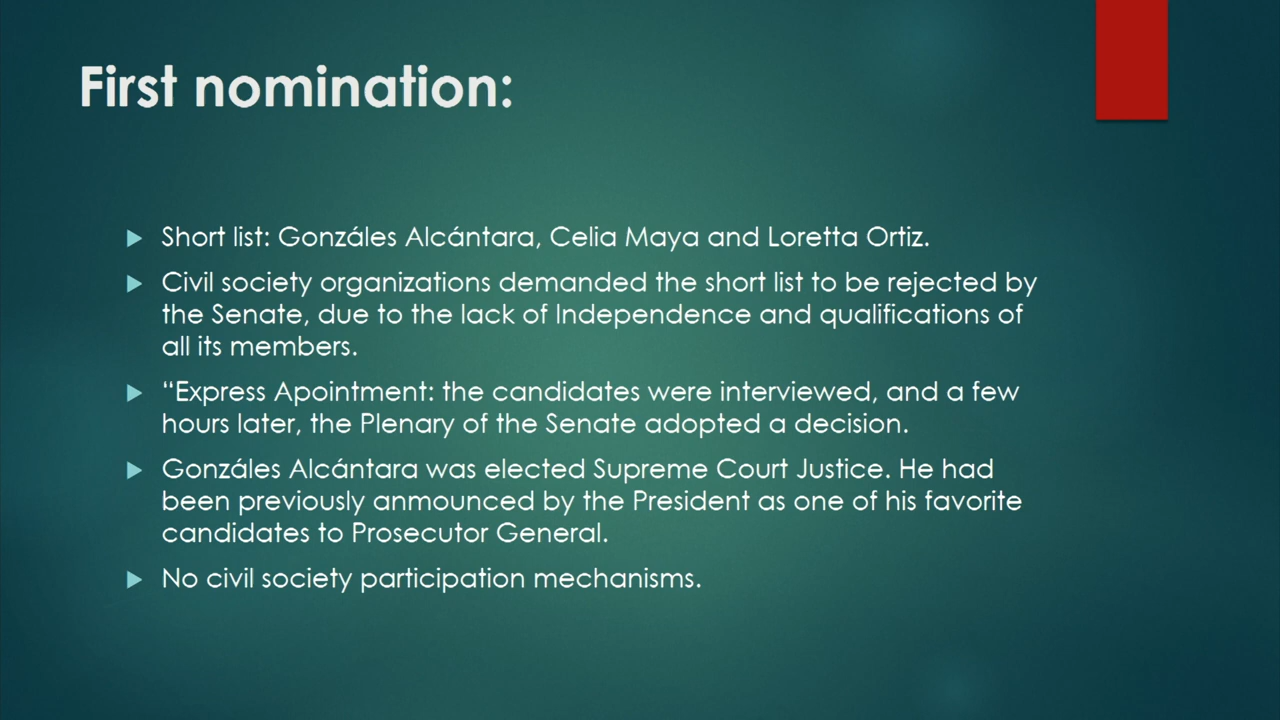 First nomination:
Short list: Gonzáles Alcántara, Celia Maya and Loretta Ortiz.
Civil society organizations demanded the short list to be rejected by
the Senate, due to the lack of Independence and qualifications of
all its members.
“Express Apointment: the candidates were interviewed, and a few
hours later, the Plenary of the Senate adopted a decision.
Gonzáles Alcántara was elected Supreme Court Justice. He had
been previously anmounced by the President as one of his favorite
candidates to Prosecutor General.
No civil society participation mechanisms.